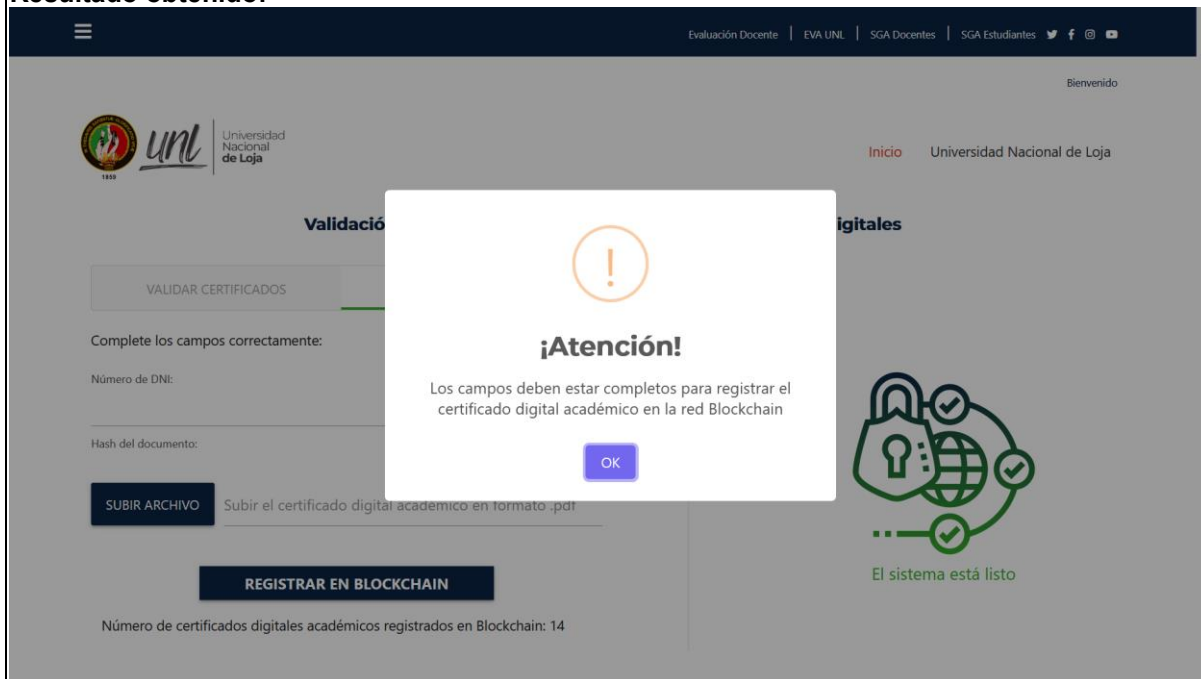 Resultado obtenido:
Evaluación Docente | EVA UNL | SGA Docentes | SGA Estudiantes
Bienvenido
1859
unl
Universidad
Nacional
de Loja
Inicio Universidad Nacional de Loja
Validació
igitales
VALIDAR CERTIFICADOS
Complete los campos correctamente:
Número de DNI:
Hash del documento:
¡Atención!
Los campos deben estar completos para registrar el
certificado digital académico en la red Blockchain
OK
SUBIR ARCHIVO Subir el certificado digital académico en formato .pdf
REGISTRAR EN BLOCKCHAIN
El sistema está listo
Número de certificados digitales académicos registrados en Blockchain: 14